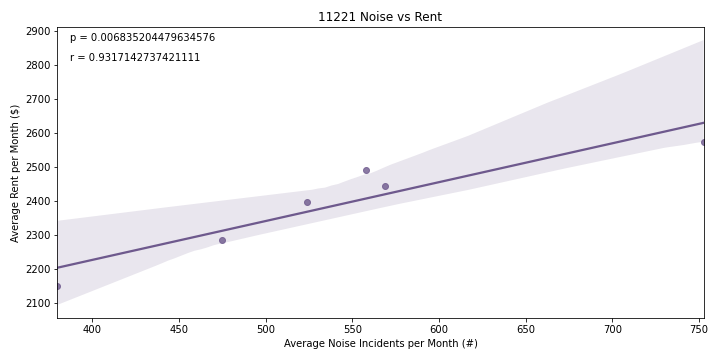 11221 Noise vs Rent
p = 0.006835204479634576
r = 0.9317142737421111
2900
2800
2700
2600
2500
2400
2300
2200
2100
Average Rent per Month ($)
400 450 500 550 600 650 700 750
Average Noise Incidents per Month (#)